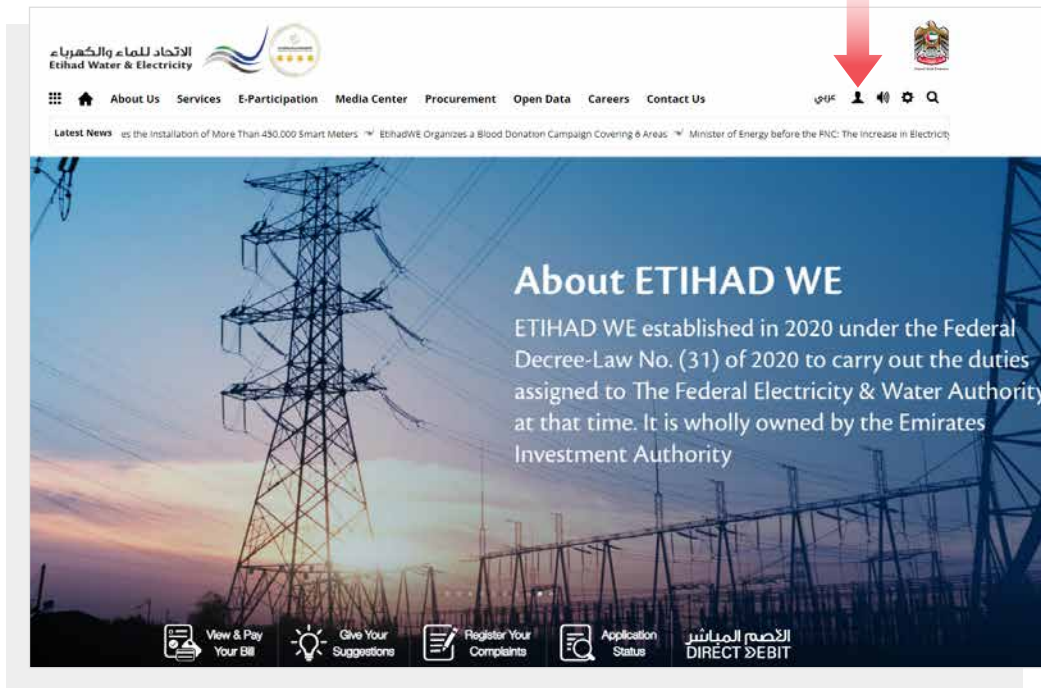 الاتحاد للماء والكهرباء
Etihad Water & Electricity
About Us Services E-Participation Media Center Procurement Open Data Careers Contact Us عربي
Latest News es the Installation of More Than 450.000 Smart Meters EtihadWE Organizes a Blood Donation Campaign Covering 6 Areas Minister of Energy before the FNC: The Increase in Electricity
About ETIHAD WE
ETIHAD WE established in 2020 under the Federal
Decree-Law No. (31) of 2020 to carry out the duties
assigned to The Federal Electricity & Water Authority
at that time. It is wholly owned by the Emirates
Investment Authority
View & Pay
Your Bill
Give Your
Suggestions
Register Your
Complaints
Application
Status
الخصم المباشر
DIRECT DEBIT